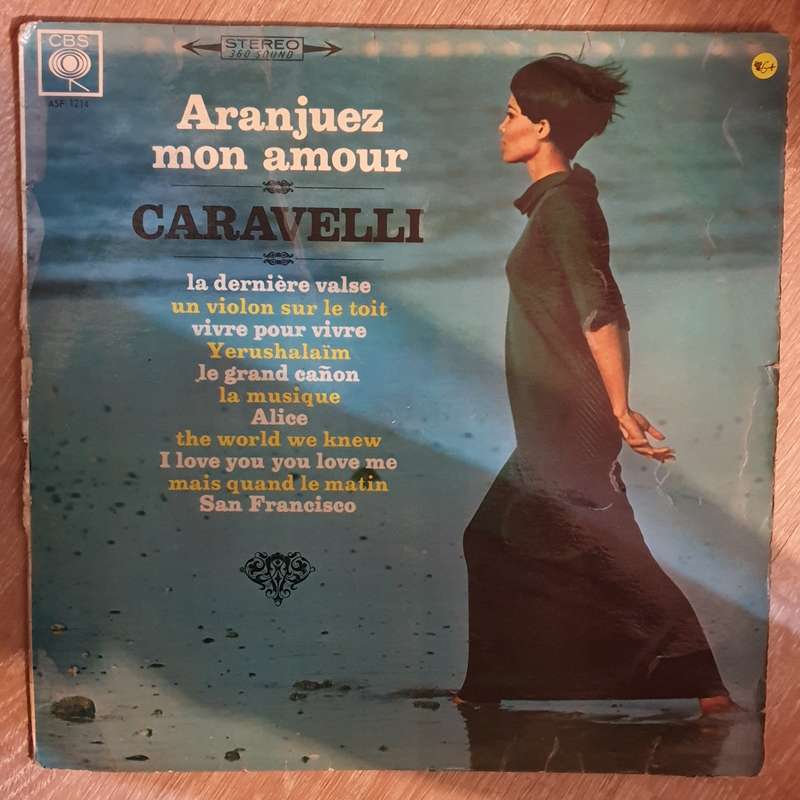 CBS
ASF 1214
STEREO
360 SOUND
Aranjuez
mon amour
CARAVELLI
la dernière valse
un violon sur le toit
vivre pour vivre
Yerushalaïm
le grand cañon
la musique
Alice
the world we knew
I love you you love me
mais quand le matin
San Francisco